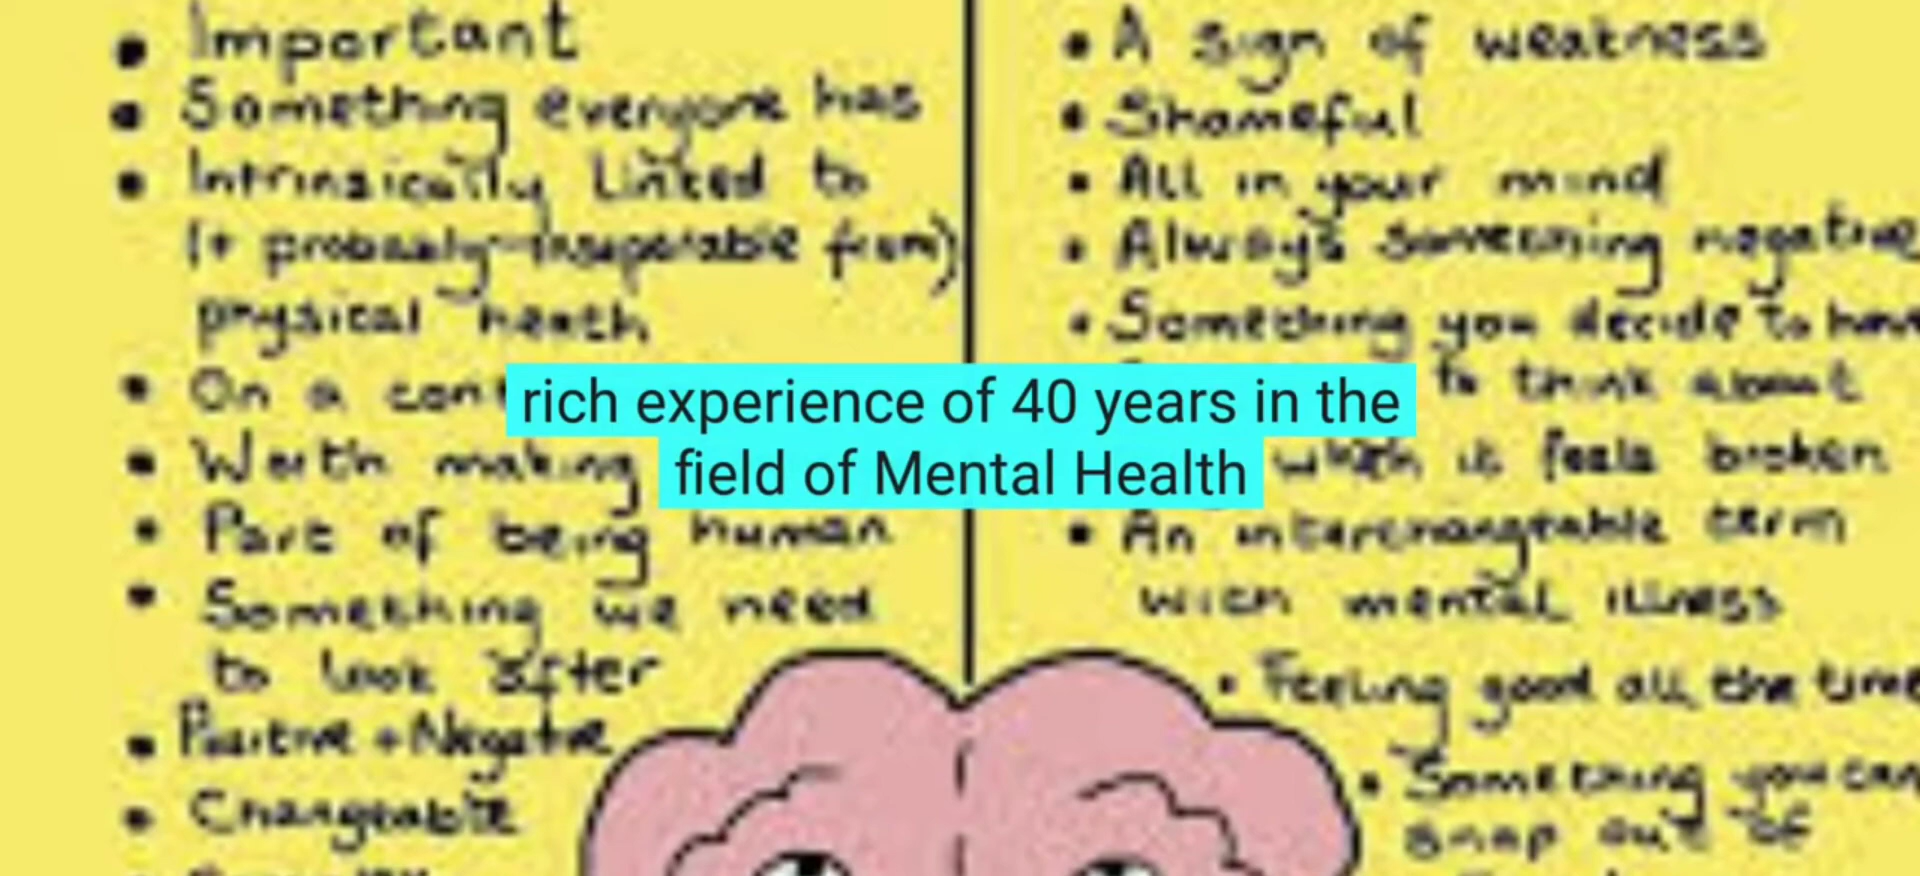 • Important
• Something everyone has
• Intrinsically Linked to
(+ probably inseparable from)
physical heath
• On a con
• Worth making
• Part of being human
• Something we need
to look after
• Positive + Negative
• Changeable
• A sign of weakness
• Shameful
• All in your mind
• Always something negative
• Something you decide to have
to think about
when it feels broken
• An interchangeable term
with mental illness
• Feeling good all the time
• Something you can
snap out of
rich experience of 40 years in the
field of Mental Health